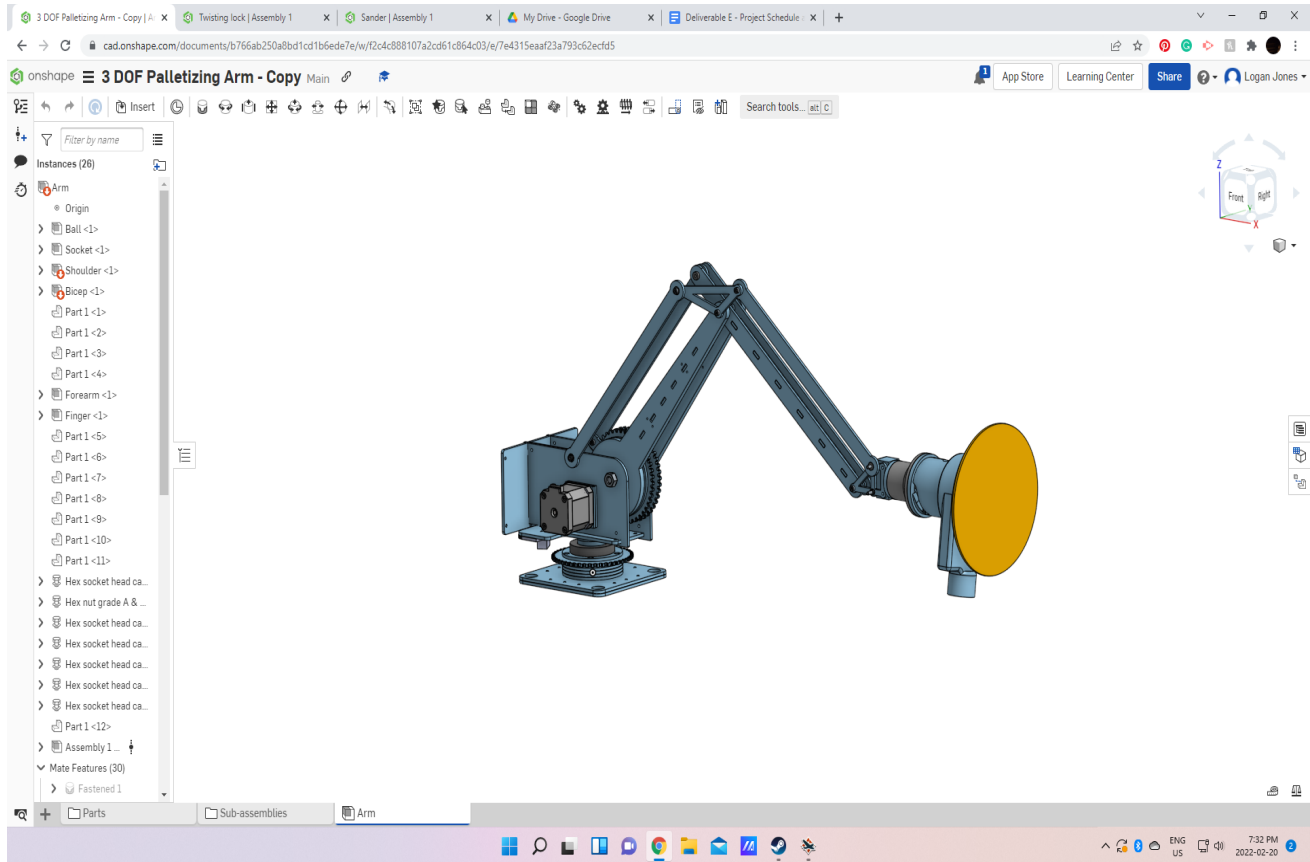 3 DOF Palletizing Arm - Copy | A
Twisting lock | Assembly 1
Sander | Assembly 1
My Drive - Google Drive
Deliverable E - Project Schedule
cad.onshape.com/documents/b766ab250a8bd1cd1b6ede7e/w/f2c4c888107a2cd61c864c03/e/7e4315eaaf23a793c62ecfd5
onshape 3 DOF Palletizing Arm - Copy Main
1 App Store Learning Center Share Logan Jones
Insert Search tools... alt C
Filter by name
Instances (26)
Arm
Origin
Ball <1>
Socket <1>
Shoulder <1>
Bicep <1>
Part 1 <1>
Part 1 <2>
Part 1 <3>
Part 1 <4>
Forearm <1>
Finger <1>
Part 1 <5>
Part 1 <6>
Part 1 <7>
Part 1 <8>
Part 1 <9>
Part 1 <10>
Part 1 <11>
Hex socket head ca...
Hex nut grade A & ...
Hex socket head ca...
Hex socket head ca...
Hex socket head ca...
Hex socket head ca...
Hex socket head ca...
Part 1 <12>
Assembly 1 ...
Mate Features (30)
Fastened 1
Z
Front Right
Y
X
Parts Sub-assemblies Arm
ENG
US
7:32 PM
2022-02-20
2